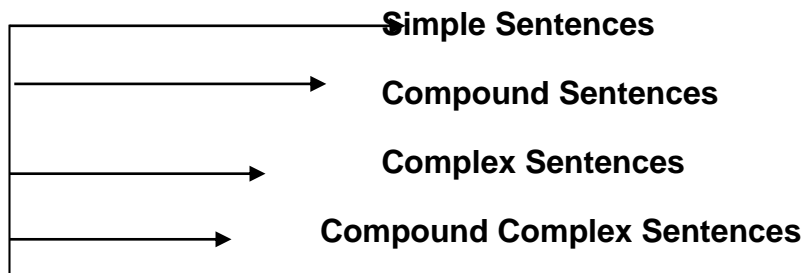 Simple Sentences
Compound Sentences
Complex Sentences
Compound Complex Sentences